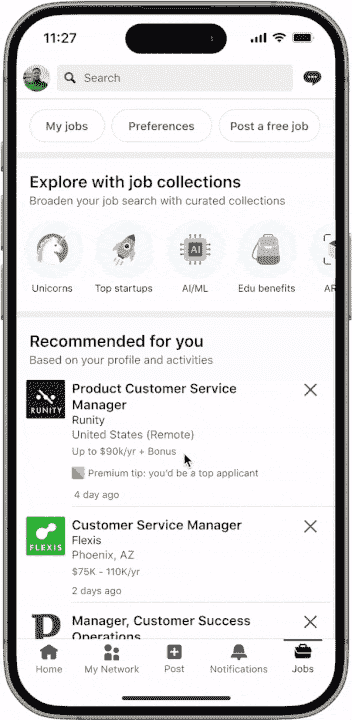 11:27
Search
My jobs
Preferences
Post a free job
Explore with job collections
Broaden your job search with curated collections
Unicorns
Top startups
AI
AI/ML
Edu benefits
AR
Recommended for you
Based on your profile and activities
RUNITY
Product Customer Service
Manager
Runity
United States (Remote)
Up to $90k/yr + Bonus
Premium tip: you'd be a top applicant
4 day ago
FLEXIS
Customer Service Manager
Flexis
Phoenix, AZ
$75K - 110K/yr
2 days ago
Manager, Customer Success
Operations
Home
My Network
Post
Notifications
Jobs